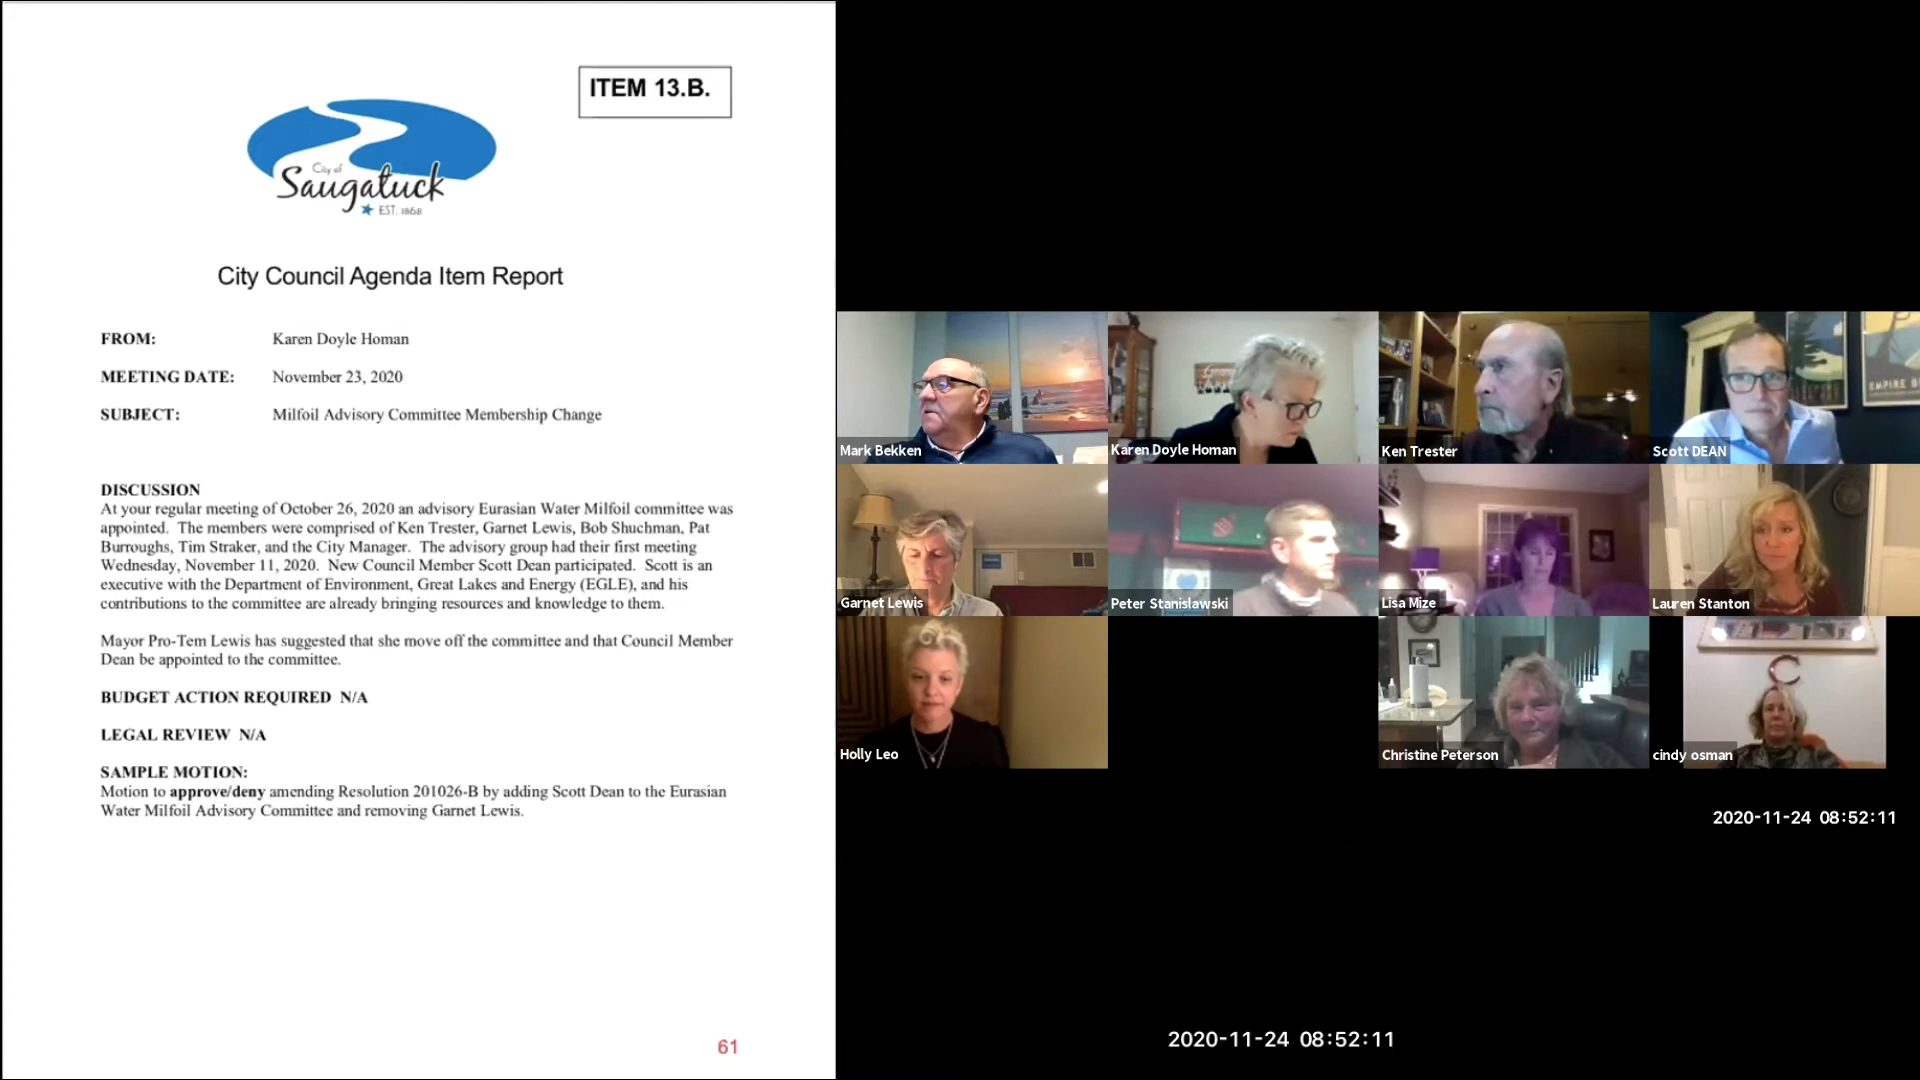 ITEM 13.B.
City of
Saugatuck
EST. 1868
City Council Agenda Item Report
FROM: Karen Doyle Homan
MEETING DATE: November 23, 2020
SUBJECT: Milfoil Advisory Committee Membership Change
DISCUSSION
At your regular meeting of October 26, 2020 an advisory Eurasian Water Milfoil committee was
appointed. The members were comprised of Ken Trester, Garnet Lewis, Bob Shuchman, Pat
Burroughs, Tim Straker, and the City Manager. The advisory group had their first meeting
Wednesday, November 11, 2020. New Council Member Scott Dean participated. Scott is an
executive with the Department of Environment, Great Lakes and Energy (EGLE), and his
contributions to the committee are already bringing resources and knowledge to them.
Mayor Pro-Tem Lewis has suggested that she move off the committee and that Council Member
Dean be appointed to the committee.
BUDGET ACTION REQUIRED N/A
LEGAL REVIEW N/A
SAMPLE MOTION:
Motion to approve/deny amending Resolution 201026-B by adding Scott Dean to the Eurasian
Water Milfoil Advisory Committee and removing Garnet Lewis.
61
Mark Bekken
Karen Doyle Homan
Ken Trester
Scott DEAN
EMPIRE
Garnet Lewis
Peter Stanislawski
Lisa Mize
Lauren Stanton
Holly Leo
Christine Peterson
cindy osman
2020-11-24 08:52:11
2020-11-24 08:52:11